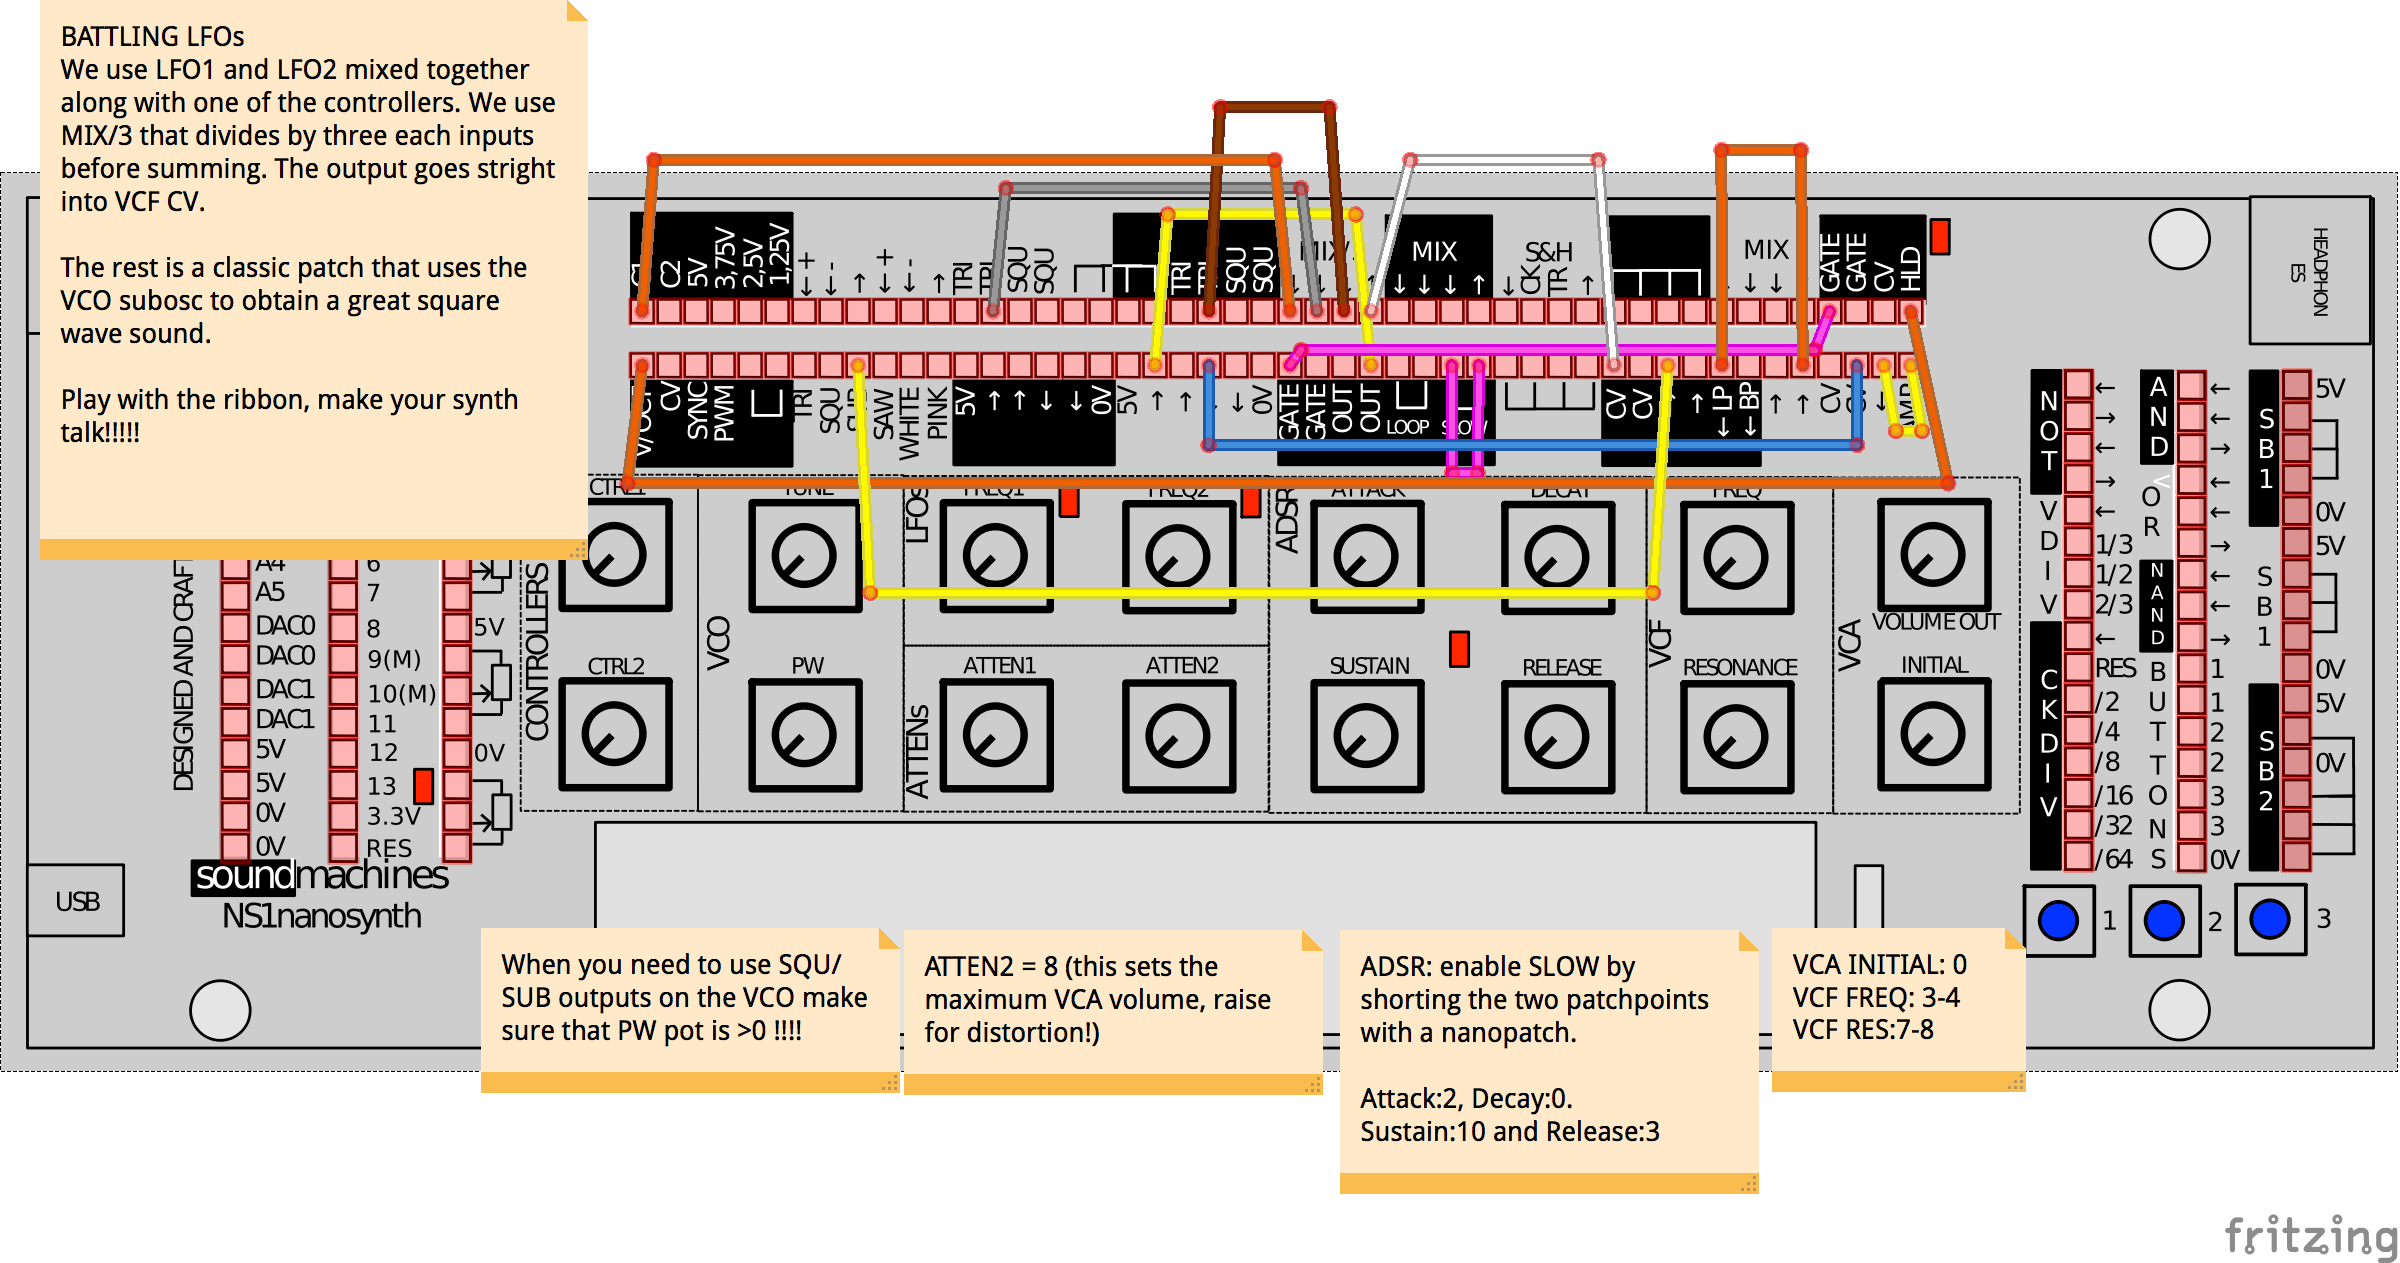 BATTLING LFOs
We use LFO1 and LFO2 mixed together
along with one of the controllers. We use
MIX/3 that divides by three each inputs
before summing. The output goes stright
into VCF CV.
The rest is a classic patch that uses the
VCO subosc to obtain a great square
wave sound.
Play with the ribbon, make your synth
talk!!!!!
C2
5V
3,75V
2,5V
1,25V
+
-
+
-
TRI
SQU
SQU
TRI
SQU
SQU
MIX
S&H
CK
TR
MIX
GATE
GATE
CV
HLD
HEADPHON
ES
CV
SYNC
PWM
TRI
SQU
SAW
WHITE
PINK
5V
0V
5V
0V
GATE
GATE
OUT
OUT
LOOP
SLOW
CV
CV
LP
BP
CV
CTRL1
TUNE
FREQ1
FREQ2
ATTACK
DECAY
FREQ
VOLUME OUT
CONTROLLERS
VCO
LFOS
ATTENs
ADSR
VCF
VCA
CTRL2
PW
ATTEN1
ATTEN2
SUSTAIN
RELEASE
RESONANCE
INITIAL
DESIGNED AND CRAFT
A4
A5
DAC0
DAC0
DAC1
DAC1
5V
5V
0V
0V
6
7
8
9(M)
10(M)
11
12
13
3.3V
RES
5V
0V
NOT
VDIV
1/3
1/2
2/3
CKDIV
RES
/2
/4
/8
/16
/32
/64
AND
OR
NAND
BUTTONS
1
1
2
2
3
3
0V
SB1
5V
0V
SB1
5V
0V
SB2
5V
0V
1
2
3
USB
soundmachines
NS1nanosynth
When you need to use SQU/
SUB outputs on the VCO make
sure that PW pot is >0 !!!!
ATTEN2 = 8 (this sets the
maximum VCA volume, raise
for distortion!)
ADSR: enable SLOW by
shorting the two patchpoints
with a nanopatch.
Attack:2, Decay:0.
Sustain:10 and Release:3
VCA INITIAL: 0
VCF FREQ: 3-4
VCF RES:7-8
fritzing